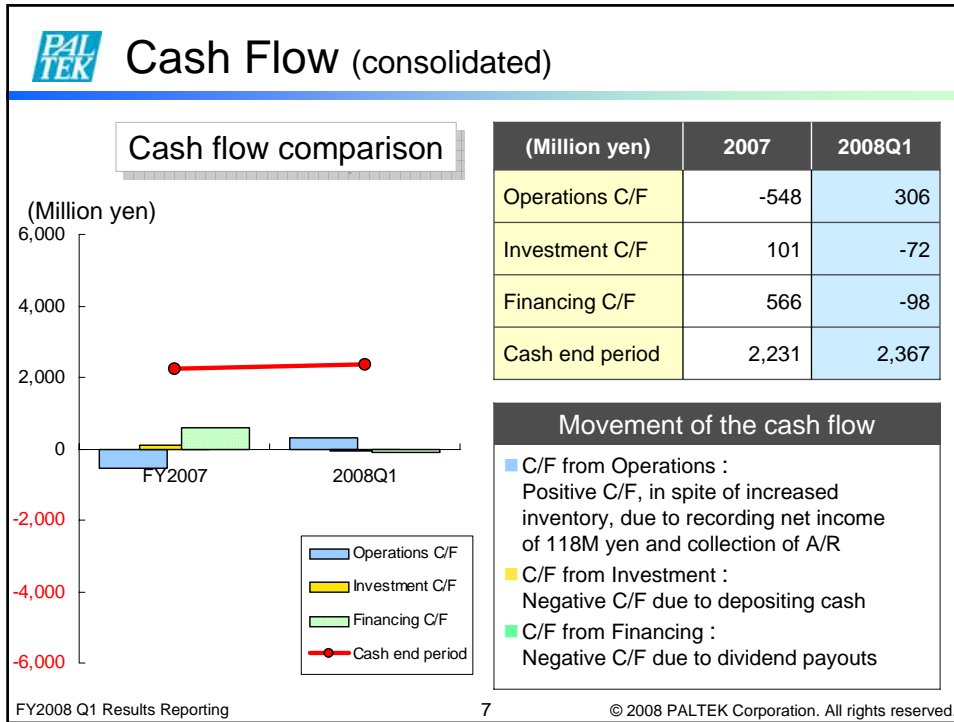 PAL
TEK
Cash Flow (consolidated)
Cash flow comparison
(Million yen)
6,000
4,000
2,000
0
-2,000
-4,000
-6,000
FY2007 2008Q1
Operations C/F
Investment C/F
Financing C/F
Cash end period
(Million yen) 2007 2008Q1
Operations C/F -548 306
Investment C/F 101 -72
Financing C/F 566 -98
Cash end period 2,231 2,367
Movement of the cash flow
C/F from Operations :
Positive C/F, in spite of increased
inventory, due to recording net income
of 118M yen and collection of A/R
C/F from Investment :
Negative C/F due to depositing cash
C/F from Financing :
Negative C/F due to dividend payouts
FY2008 Q1 Results Reporting 7 © 2008 PALTEK Corporation. All rights reserved.